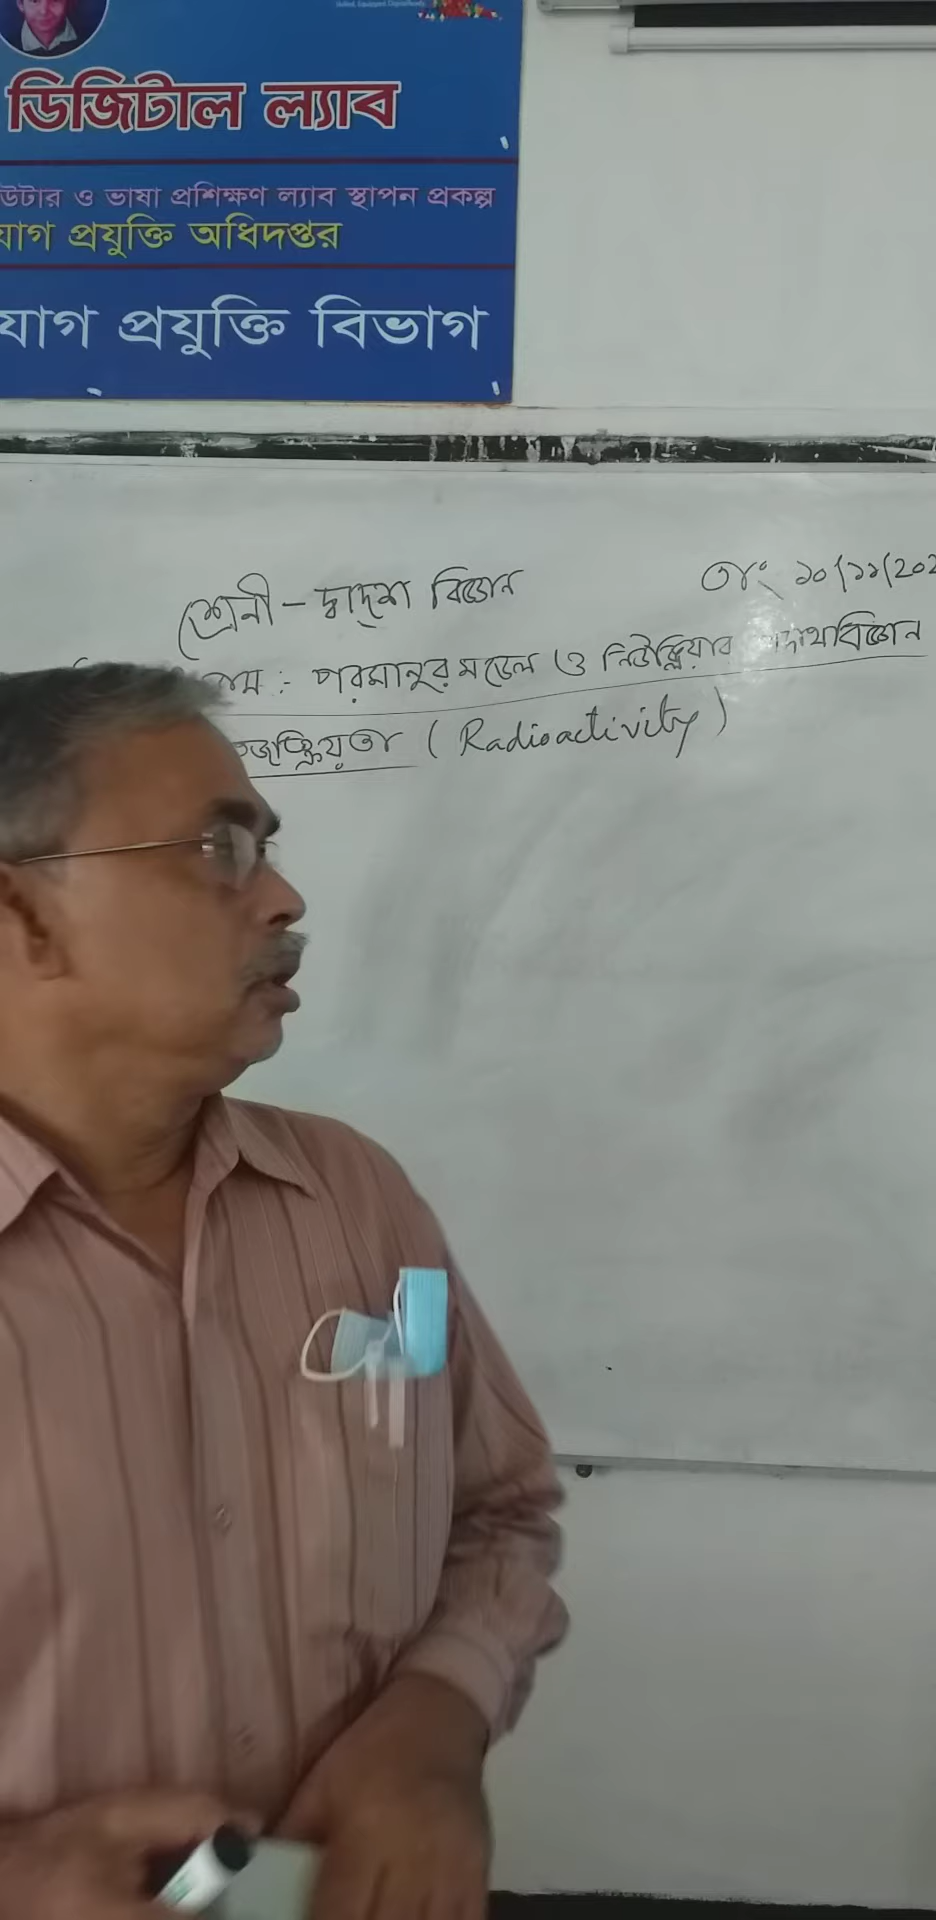 ডিজিটাল ল্যাব
উটার ও ভাষা প্রশিক্ষণ ল্যাব স্থাপন প্রকল্প
যাগ প্রযুক্তি অধিদপ্তর
যাগ প্রযুক্তি বিভাগ
শ্রেনী - দ্বাদশ বিজ্ঞান তাং ১০/১১/202
: - পরমানুর মডেল ও নিউক্লিয়ার পদার্থবিজ্ঞান
তেজস্ক্রিয়তা (Radioactivity)